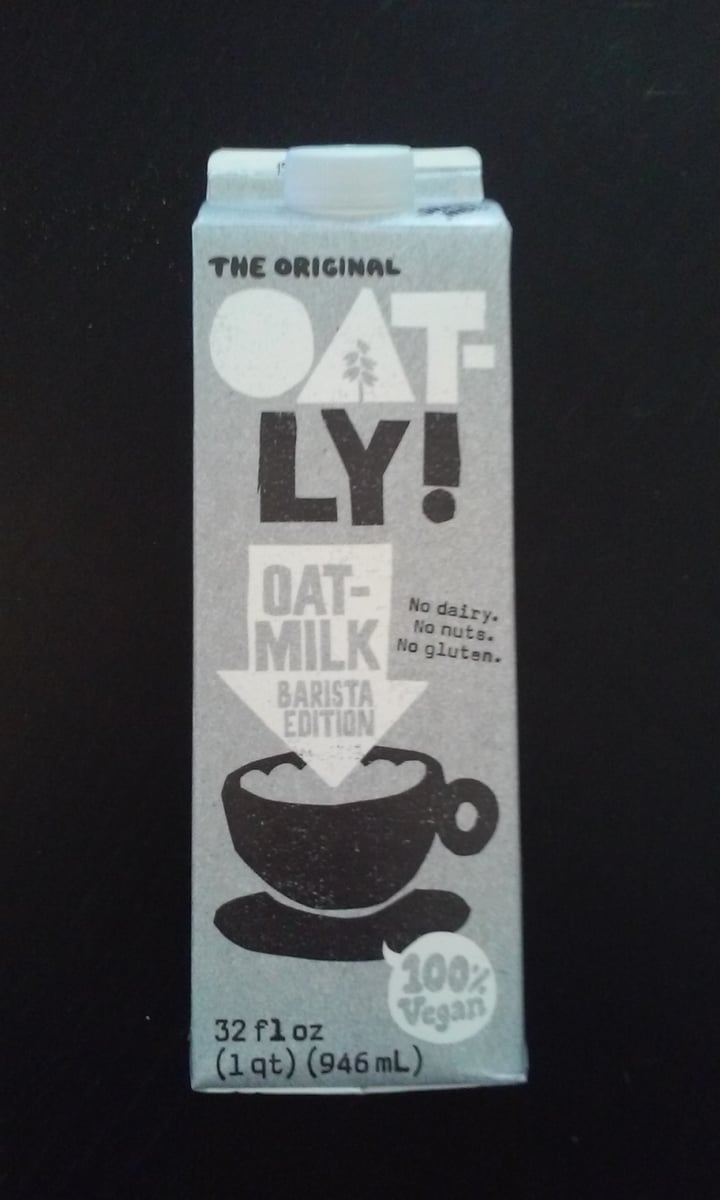 THE ORIGINAL
OAT-
LY!
OAT-
MILK
BARISTA
EDITION
No dairy.
No nuts.
No gluten.
100%
Vegan
32 fl oz
(1 qt) (946 mL)